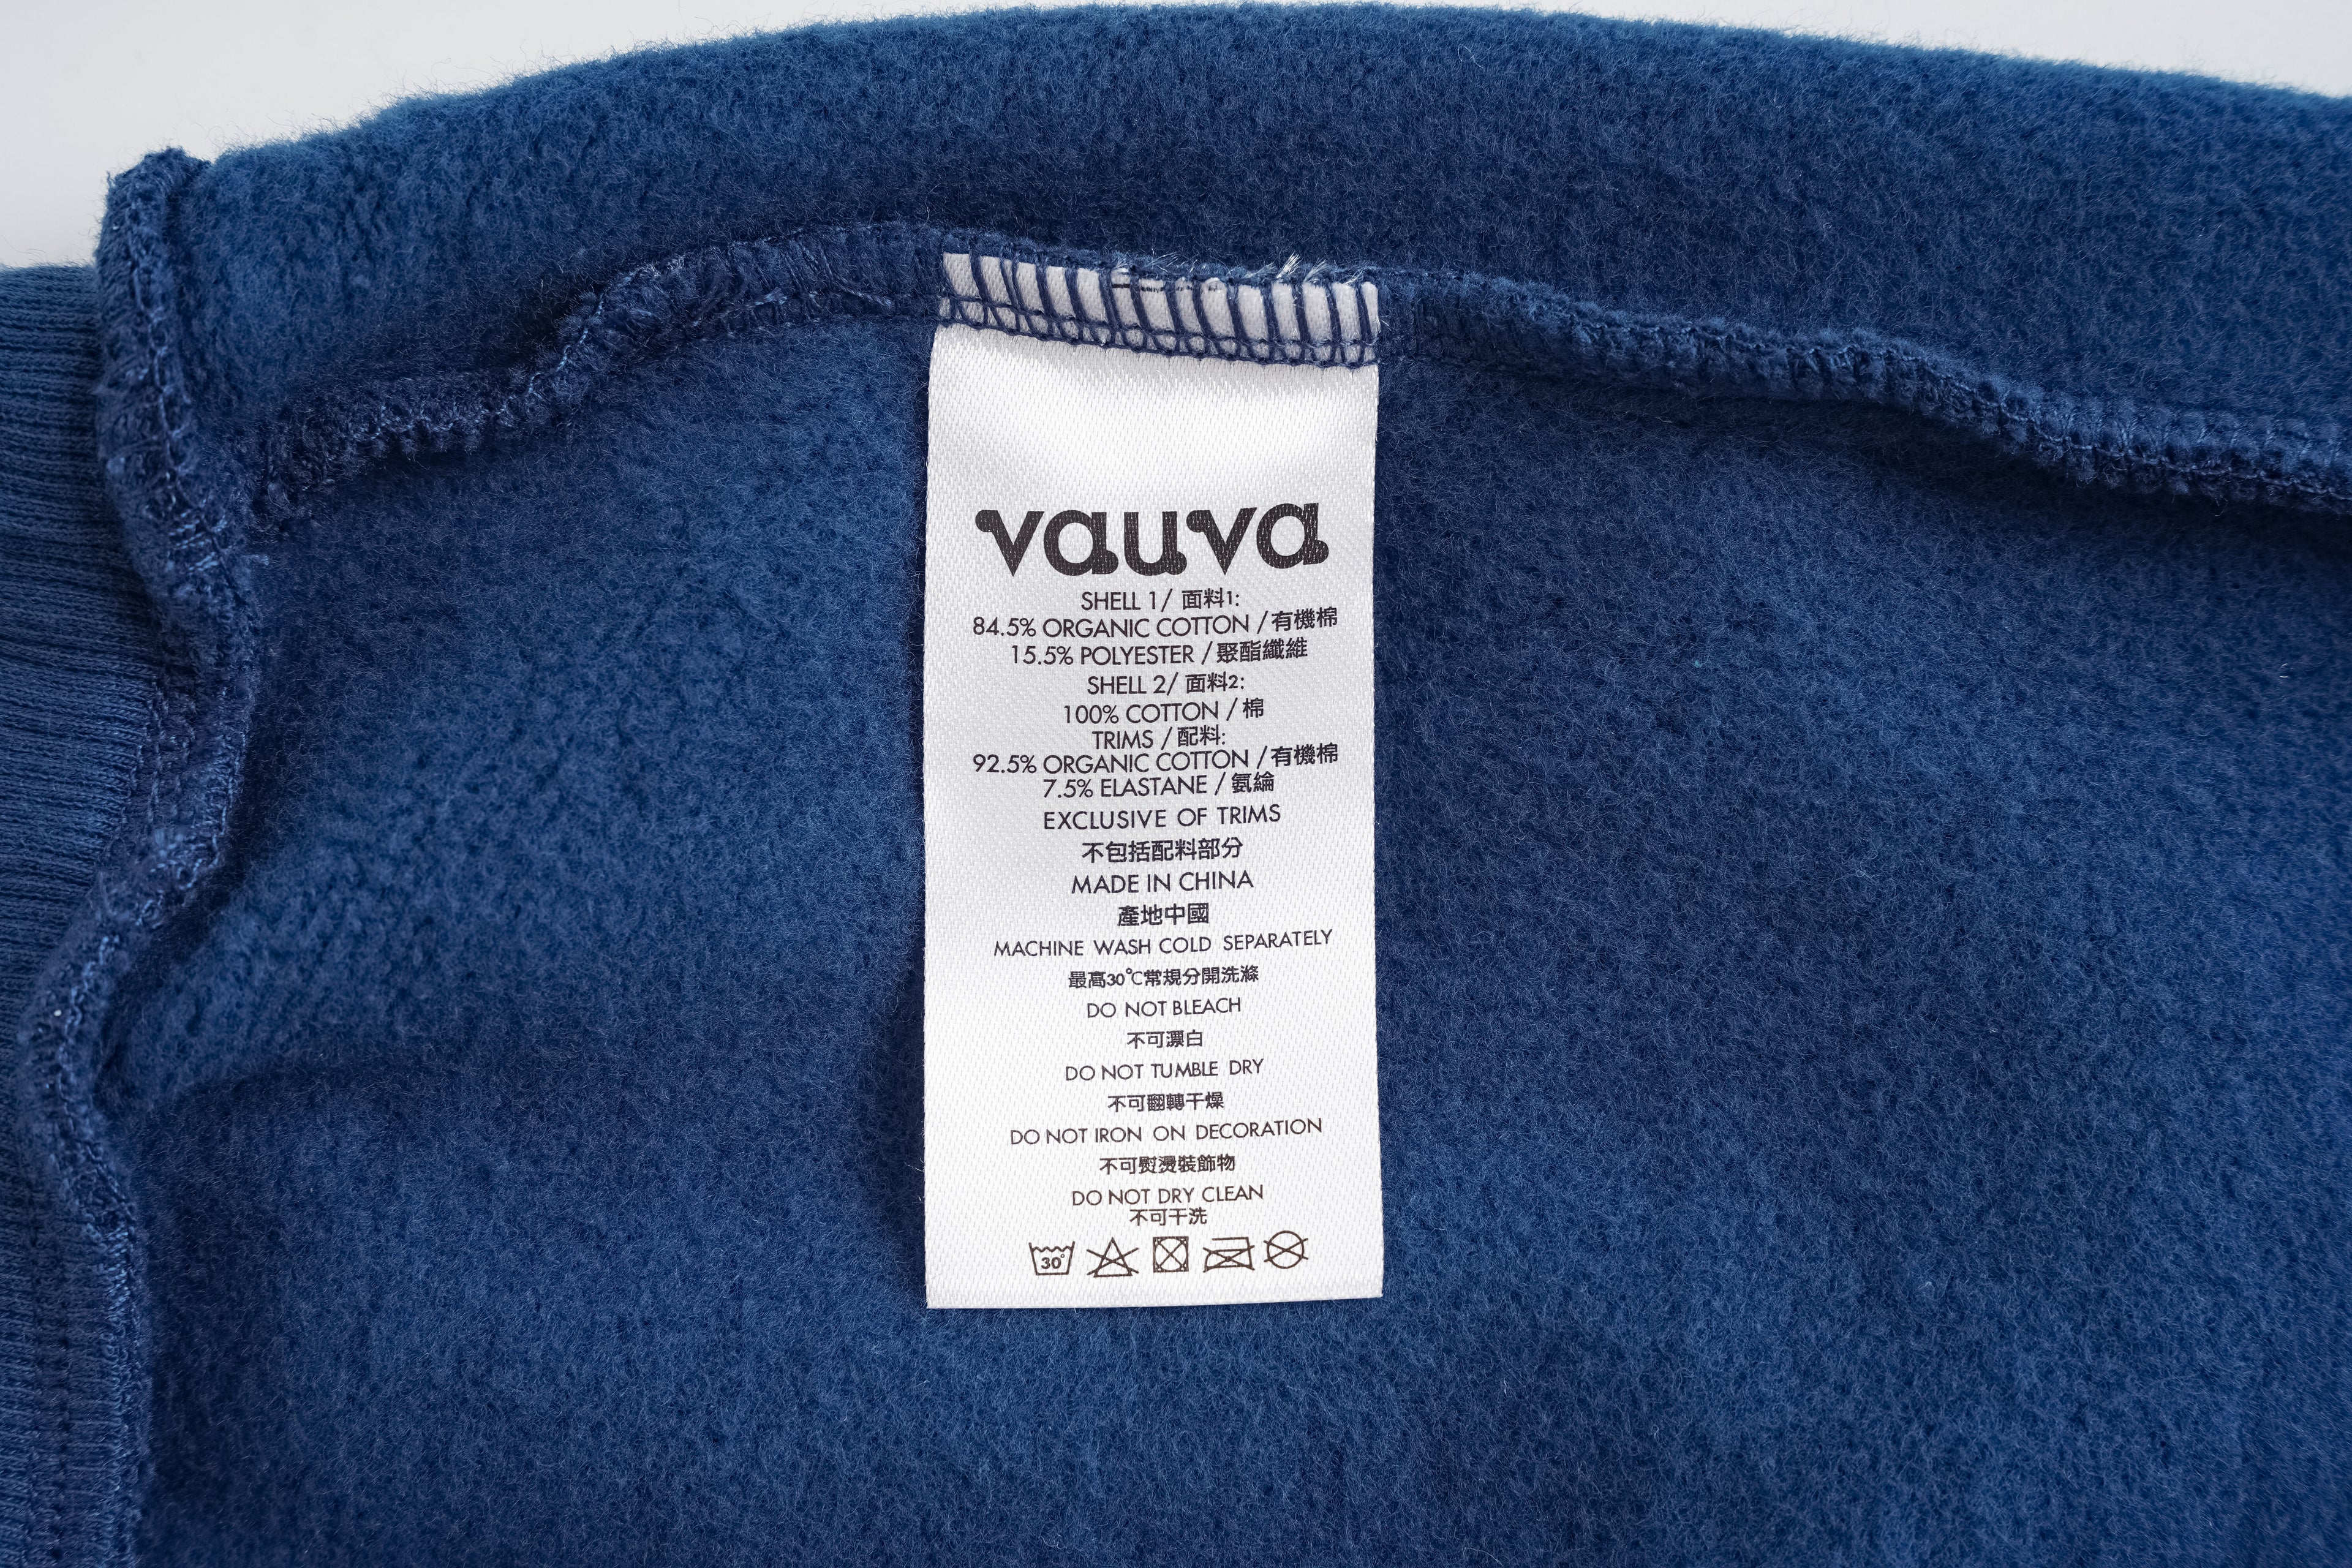 vauva
SHELL 1/ 面料1:
84.5% ORGANIC COTTON /有機棉
15.5% POLYESTER /聚酯纖維
SHELL 2/ 面料2:
100% COTTON /棉
TRIMS /配料:
92.5% ORGANIC COTTON /有機棉
7.5% ELASTANE /氨綸
EXCLUSIVE OF TRIMS
不包括配料部分
MADE IN CHINA
產地中國
MACHINE WASH COLD SEPARATELY
最高30℃常規分開洗滌
DO NOT BLEACH
不可漂白
DO NOT TUMBLE DRY
不可翻轉干燥
DO NOT IRON ON DECORATION
不可熨燙裝飾物
DO NOT DRY CLEAN
不可干洗
30°